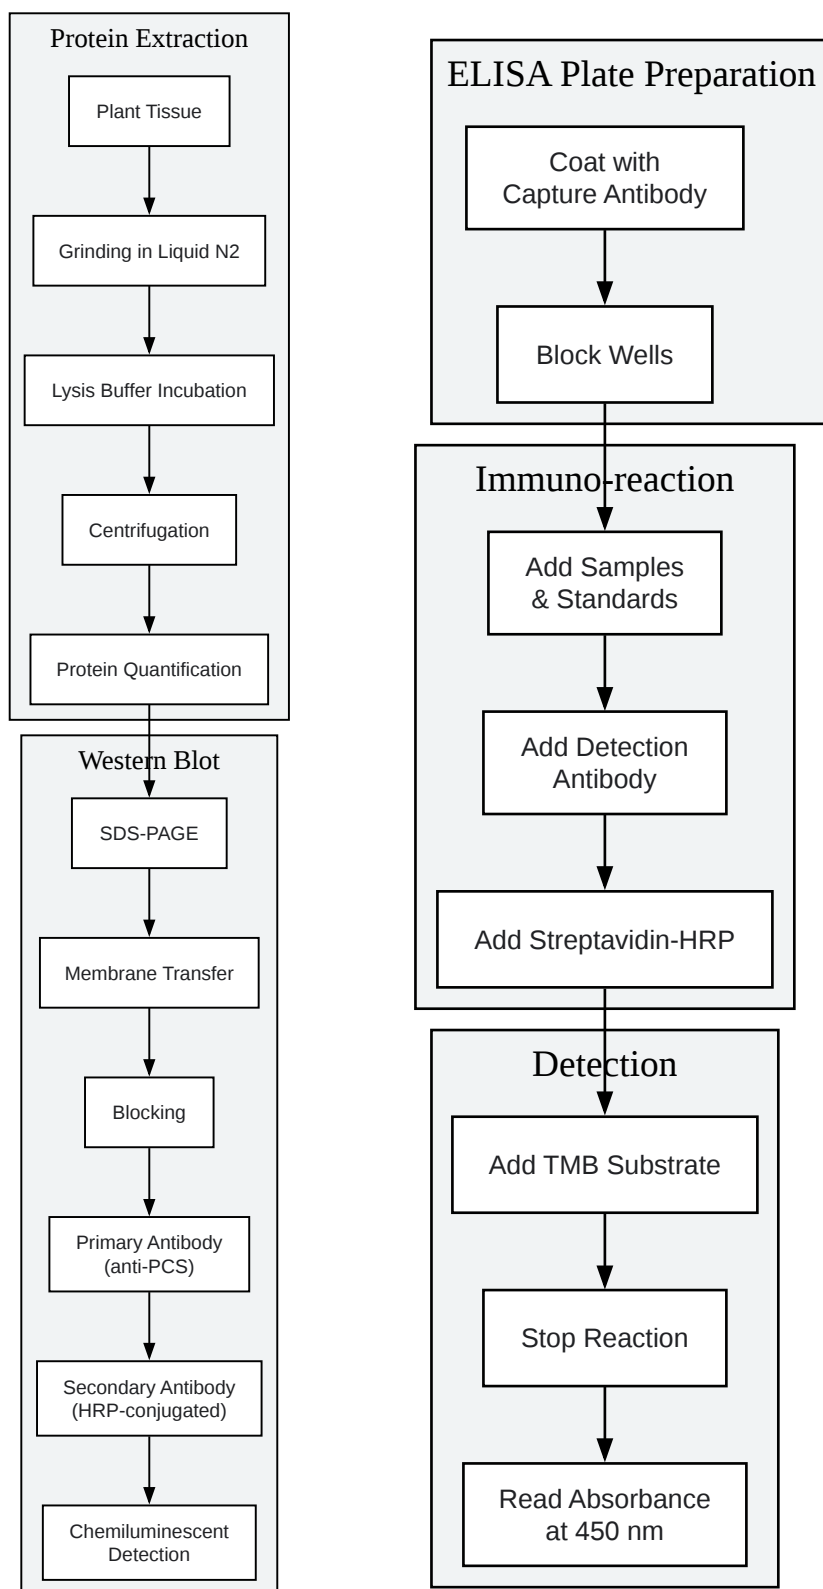 Protein Extraction
Plant Tissue
Grinding in Liquid N2
Lysis Buffer Incubation
Centrifugation
Protein Quantification
Western Blot
SDS-PAGE
Membrane Transfer
Blocking
Primary Antibody
(anti-PCS)
Secondary Antibody
(HRP-conjugated)
Chemiluminescent
Detection
ELISA Plate Preparation
Coat with
Capture Antibody
Block Wells
Immuno-reaction
Add Samples
& Standards
Add Detection
Antibody
Add Streptavidin-HRP
Detection
Add TMB Substrate
Stop Reaction
Read Absorbance
at 450 nm